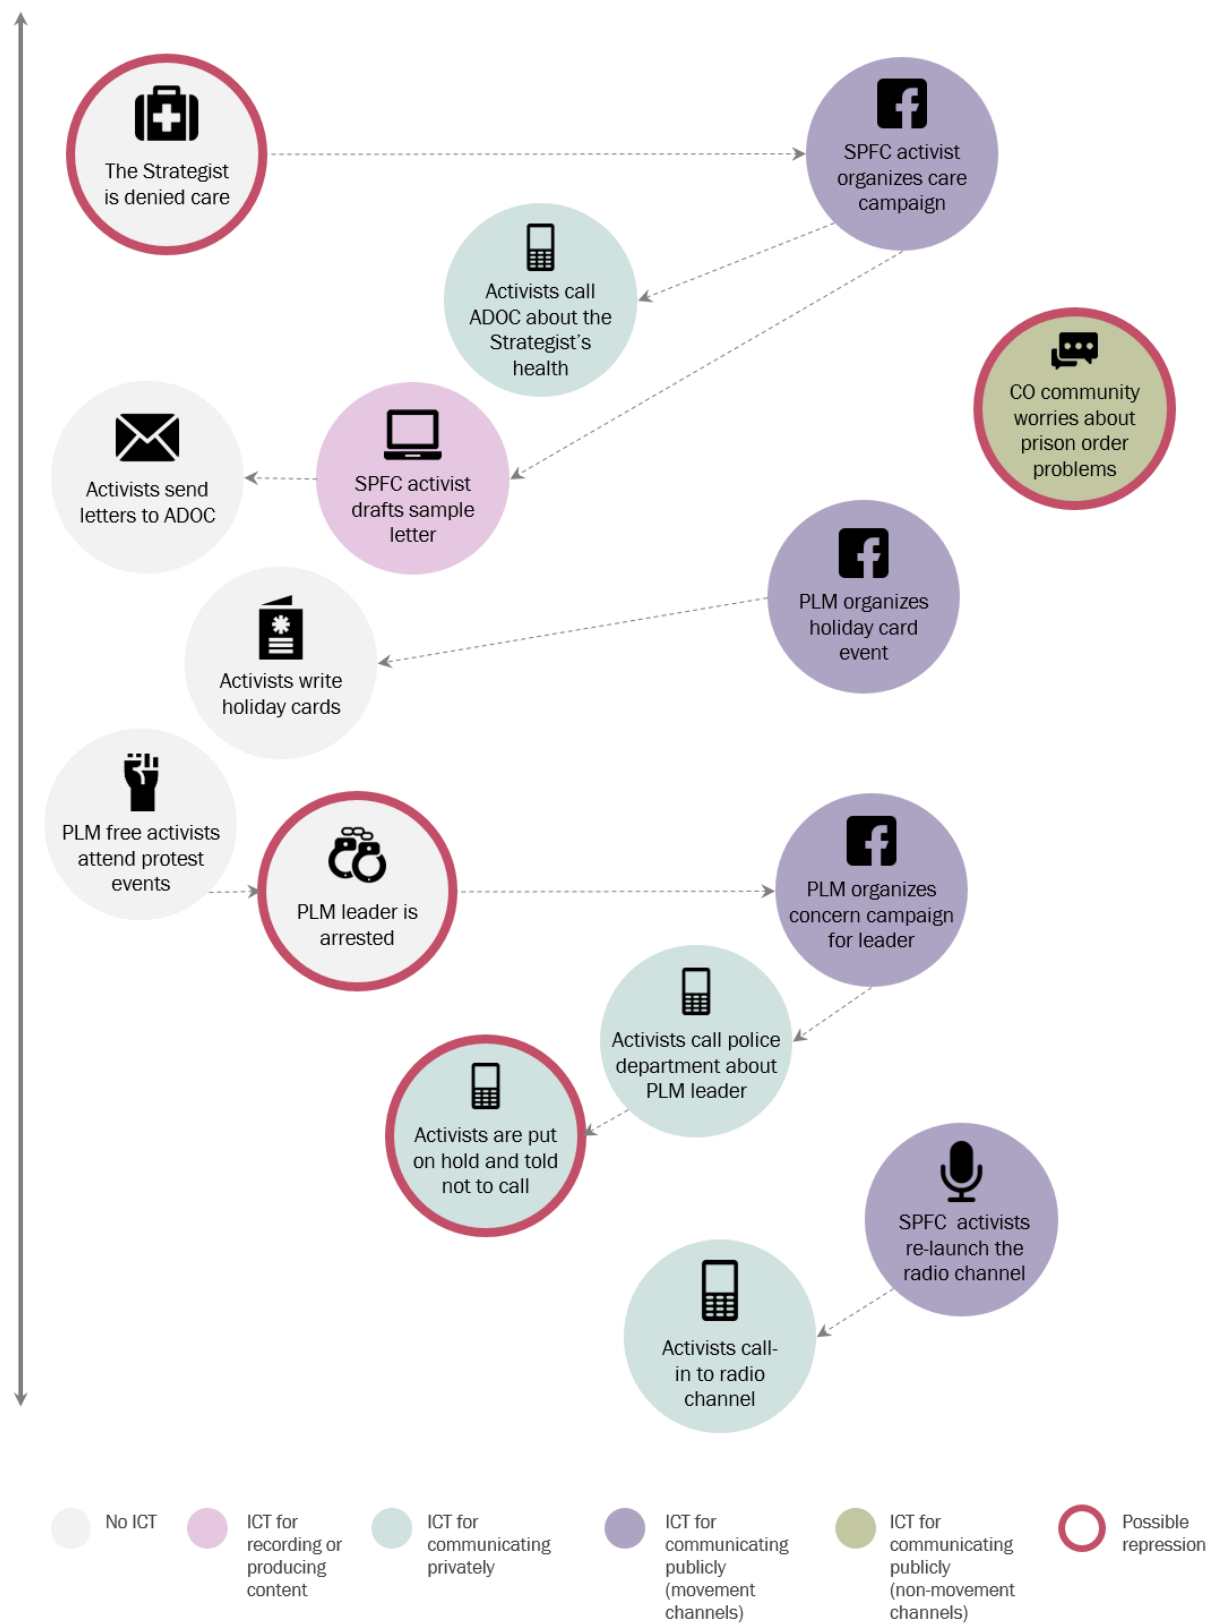 The Strategist
is denied care
SPFC activist
organizes care
campaign
Activists call
ADOC about the
Strategist's
health
CO community
worries about
prison order
problems
Activists send
letters to ADOC
SPFC activist
drafts sample
letter
PLM organizes
holiday card
event
Activists write
holiday cards
PLM free activists
attend protest
events
PLM leader is
arrested
PLM organizes
concern campaign
for leader
Activists call police
department about
PLM leader
Activists are put
on hold and told
not to call
SPFC activists
re-launch the
radio channel
Activists call-
in to radio
channel
No ICT
ICT for
recording or
producing
content
ICT for
communicating
privately
ICT for
communicating
publicly
(movement
channels)
ICT for
communicating
publicly
(non-movement
channels)
Possible
repression